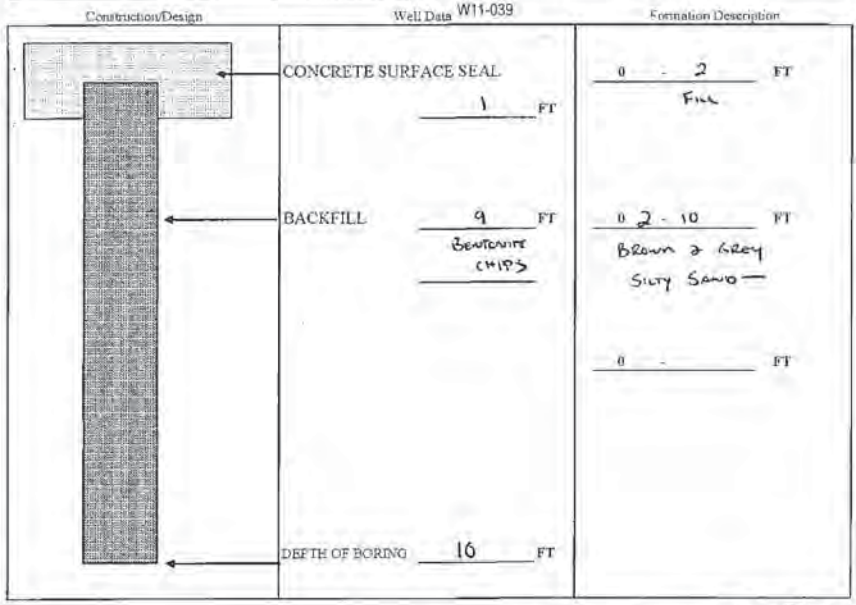 Construction/Design
Well Data W11-039
Formation Description
CONCRETE SURFACE SEAL
1 FT
0 - 2 FT
FILL
BACKFILL 9 FT
BENTONITE
CHIPS
0 2 - 10 FT
BROWN & GREY
SILTY SAND
0 - FT
DEPTH OF BORING 10 FT